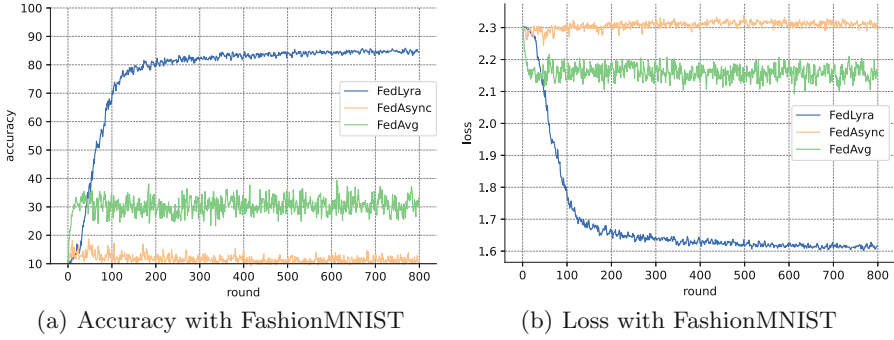 100
90
80
70
60
50
40
30
20
10
accuracy
FedLyra
FedAsync
FedAvg
0 100 200 300 400 500 600 700 800
round
(a) Accuracy with FashionMNIST
2.3
2.2
2.1
2.0
1.9
1.8
1.7
1.6
loss
FedLyra
FedAsync
FedAvg
0 100 200 300 400 500 600 700 800
round
(b) Loss with FashionMNIST